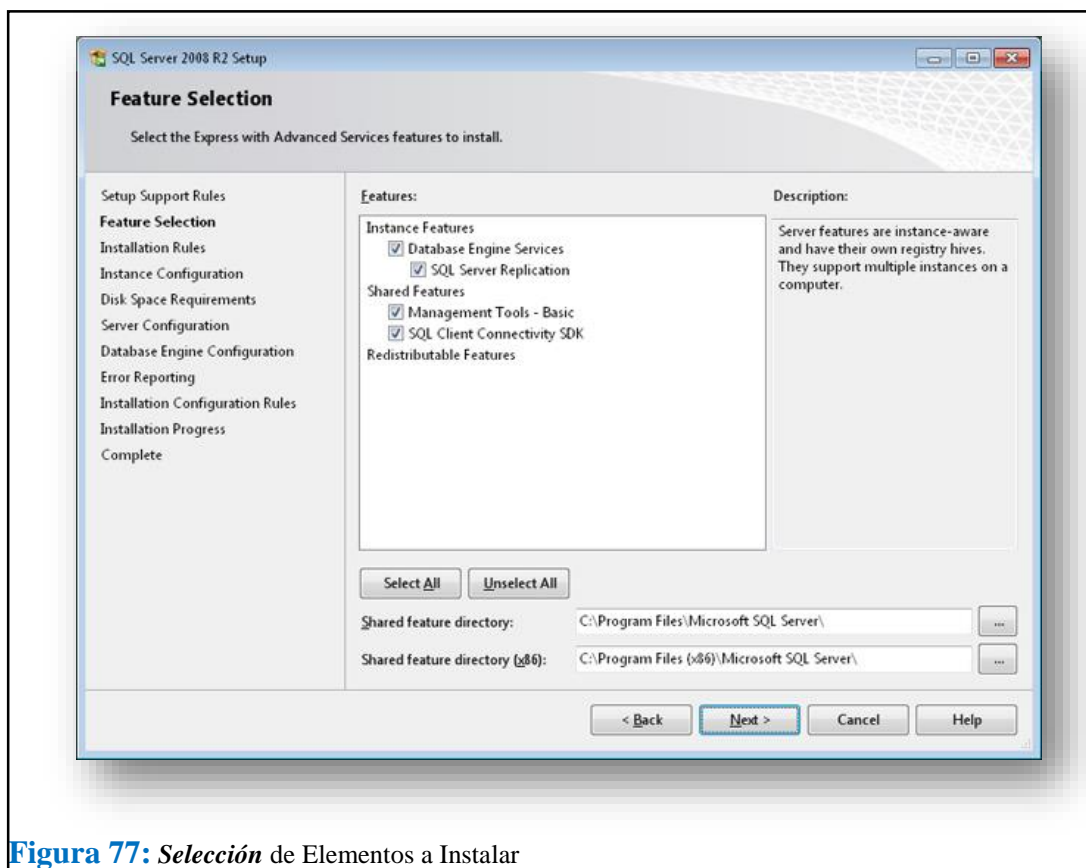 SQL Server 2008 R2 Setup
Feature Selection
Select the Express with Advanced Services features to install.
Setup Support Rules
Feature Selection
Installation Rules
Instance Configuration
Disk Space Requirements
Server Configuration
Database Engine Configuration
Error Reporting
Installation Configuration Rules
Installation Progress
Complete
Features:
Instance Features
Database Engine Services
SQL Server Replication
Shared Features
Management Tools - Basic
SQL Client Connectivity SDK
Redistributable Features
Description:
Server features are instance-aware
and have their own registry hives.
They support multiple instances on a
computer.
Select All
Unselect All
Shared feature directory:
C:\Program Files\Microsoft SQL Server\
...
Shared feature directory (x86):
C:\Program Files (x86)\Microsoft SQL Server\
...
< Back
Next >
Cancel
Help
Figura 77: Selección de Elementos a Instalar